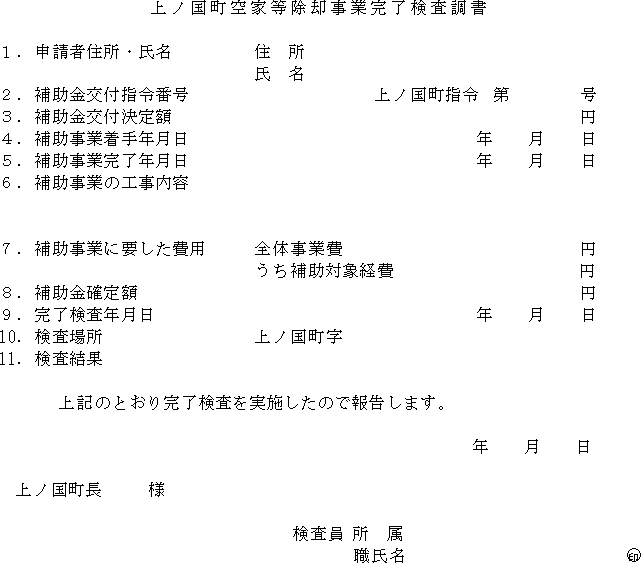 上ノ国町空家等除却事業完了検査調書
１．申請者住所・氏名　住　所
氏　名
２．補助金交付指令番号　上ノ国町指令　第　号
３．補助金交付決定額　円
４．補助事業着手年月日　年　月　日
５．補助事業完了年月日　年　月　日
６．補助事業の工事内容
７．補助事業に要した費用　全体事業費　円
うち補助対象経費　円
８．補助金確定額　円
９．完了検査年月日　年　月　日
10．検査場所　上ノ国町字
11．検査結果
上記のとおり完了検査を実施したので報告します。
年　月　日
上ノ国町長　様
検査員　所　属
職氏名　㊞